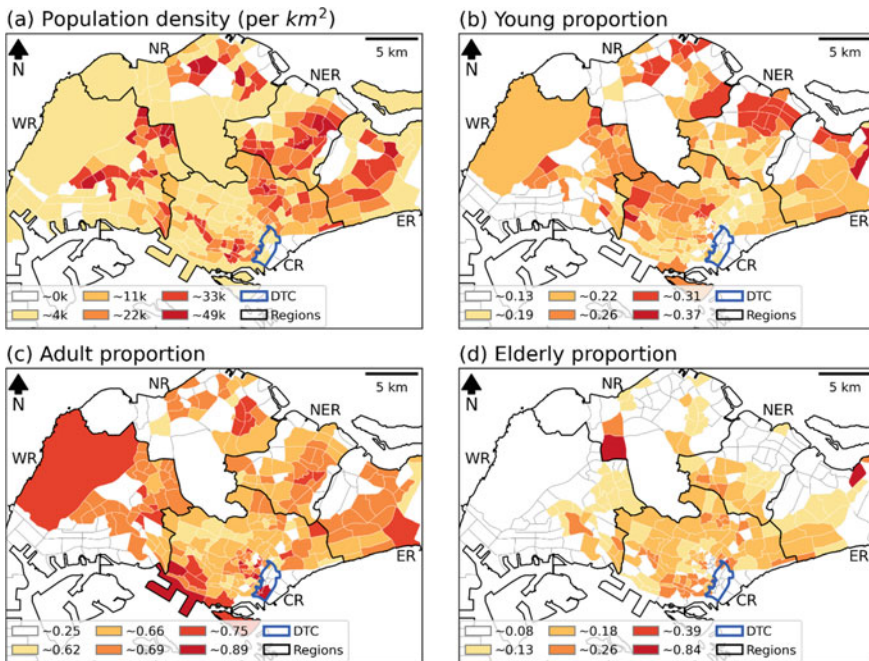 (a) Population density (per km²)
N
NR
5 km
NER
WR
ER
CR
~0k ~11k ~33k DTC
~4k ~22k ~49k Regions
(b) Young proportion
N
NR
5 km
NER
WR
ER
CR
~0.13 ~0.22 ~0.31 DTC
~0.19 ~0.26 ~0.37 Regions
(c) Adult proportion
N
NR
5 km
NER
WR
ER
CR
~0.25 ~0.66 ~0.75 DTC
~0.62 ~0.69 ~0.89 Regions
(d) Elderly proportion
N
NR
5 km
NER
WR
ER
CR
~0.08 ~0.18 ~0.39 DTC
~0.13 ~0.26 ~0.84 Regions